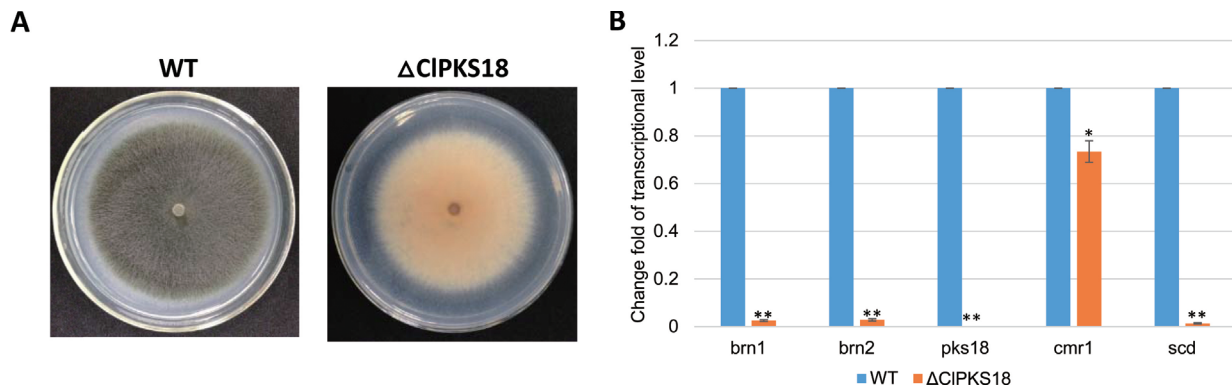 A
WT
ΔClPKS18
B
Change fold of transcriptional level
1.2
1
0.8
0.6
0.4
0.2
0
**
**
**
*
**
brn1 brn2 pks18 cmr1 scd
WT ΔClPKS18